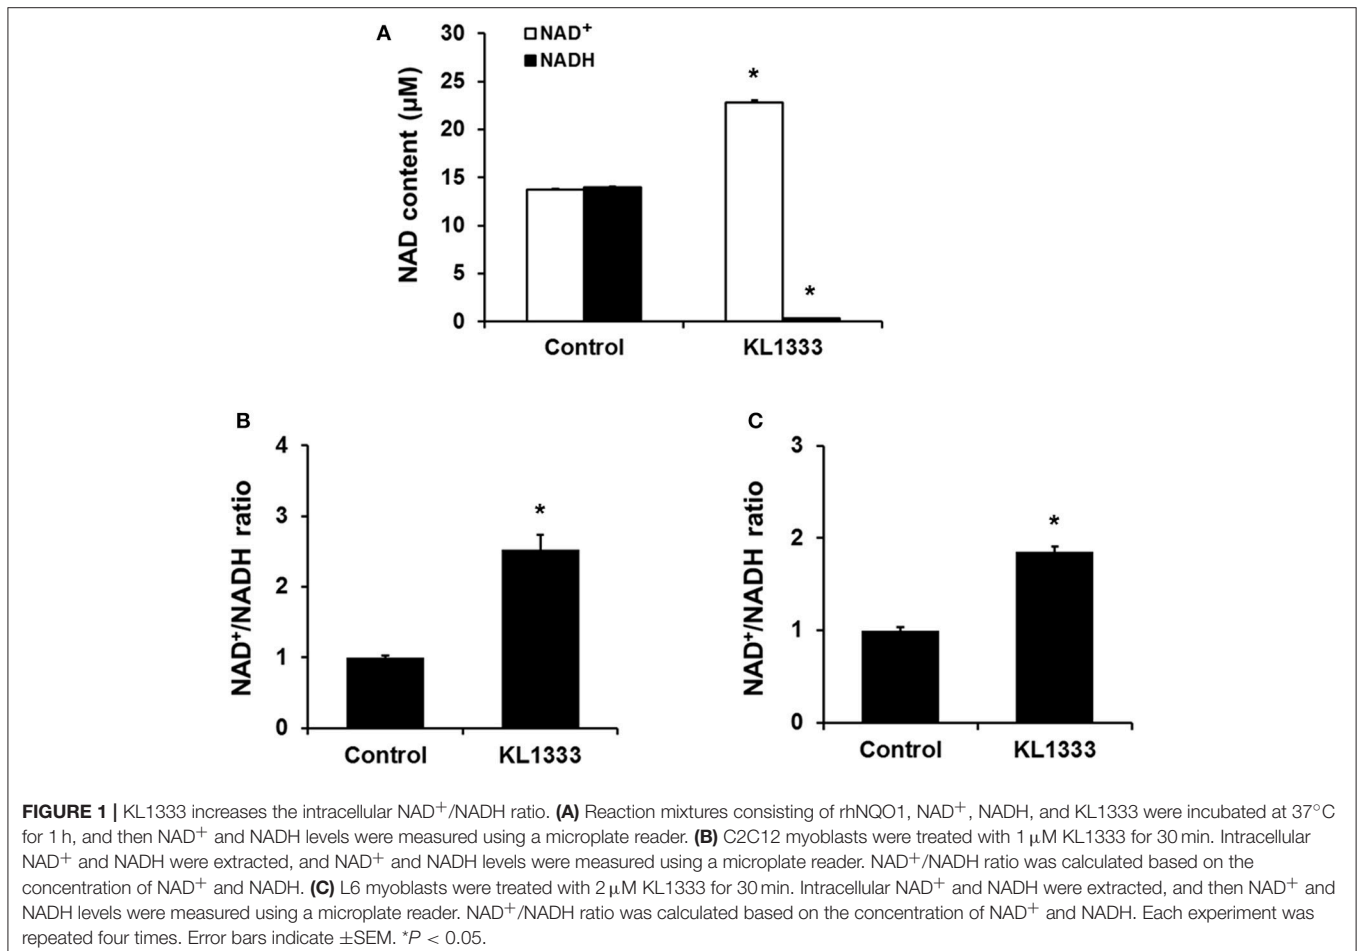 A
30
25
20
15
10
5
0
NAD content (μM)
NAD+
NADH
*
*
Control
KL1333
B
4
3
2
1
0
NAD+/NADH ratio
*
Control
KL1333
C
3
2
1
0
NAD+/NADH ratio
*
Control
KL1333
FIGURE 1 | KL1333 increases the intracellular NAD+/NADH ratio. (A) Reaction mixtures consisting of rhNQO1, NAD+, NADH, and KL1333 were incubated at 37°C
for 1 h, and then NAD+ and NADH levels were measured using a microplate reader. (B) C2C12 myoblasts were treated with 1 μM KL1333 for 30 min. Intracellular
NAD+ and NADH were extracted, and NAD+ and NADH levels were measured using a microplate reader. NAD+/NADH ratio was calculated based on the
concentration of NAD+ and NADH. (C) L6 myoblasts were treated with 2 μM KL1333 for 30 min. Intracellular NAD+ and NADH were extracted, and then NAD+ and
NADH levels were measured using a microplate reader. NAD+/NADH ratio was calculated based on the concentration of NAD+ and NADH. Each experiment was
repeated four times. Error bars indicate ±SEM. *P < 0.05.